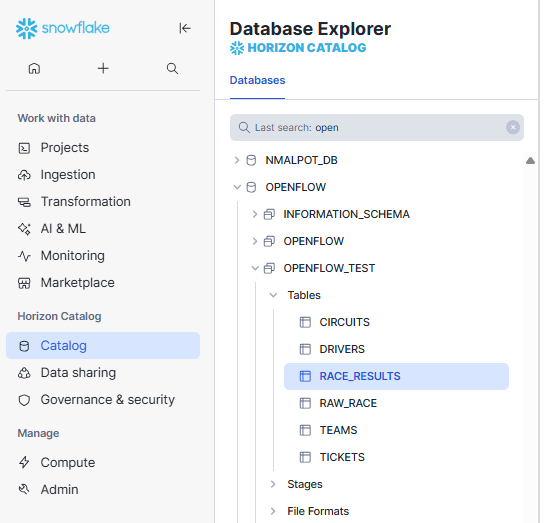 snowflake
Work with data
Projects
Ingestion
Transformation
AI & ML
Monitoring
Marketplace
Horizon Catalog
Catalog
Data sharing
Governance & security
Manage
Compute
Admin
Database Explorer
HORIZON CATALOG
Databases
Last search: open
NMALPOT_DB
OPENFLOW
INFORMATION_SCHEMA
OPENFLOW
OPENFLOW_TEST
Tables
CIRCUITS
DRIVERS
RACE_RESULTS
RAW_RACE
TEAMS
TICKETS
Stages
File Formats